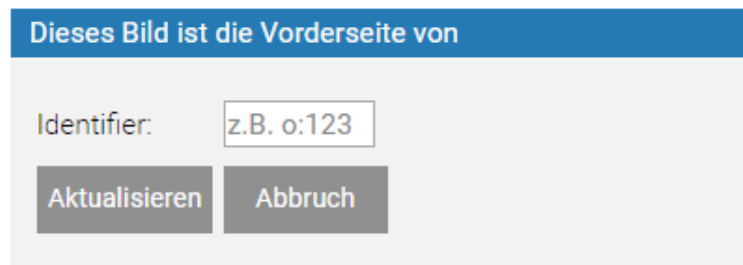 Dieses Bild ist die Vorderseite von
Identifier: z.B. o:123
Aktualisieren Abbruch